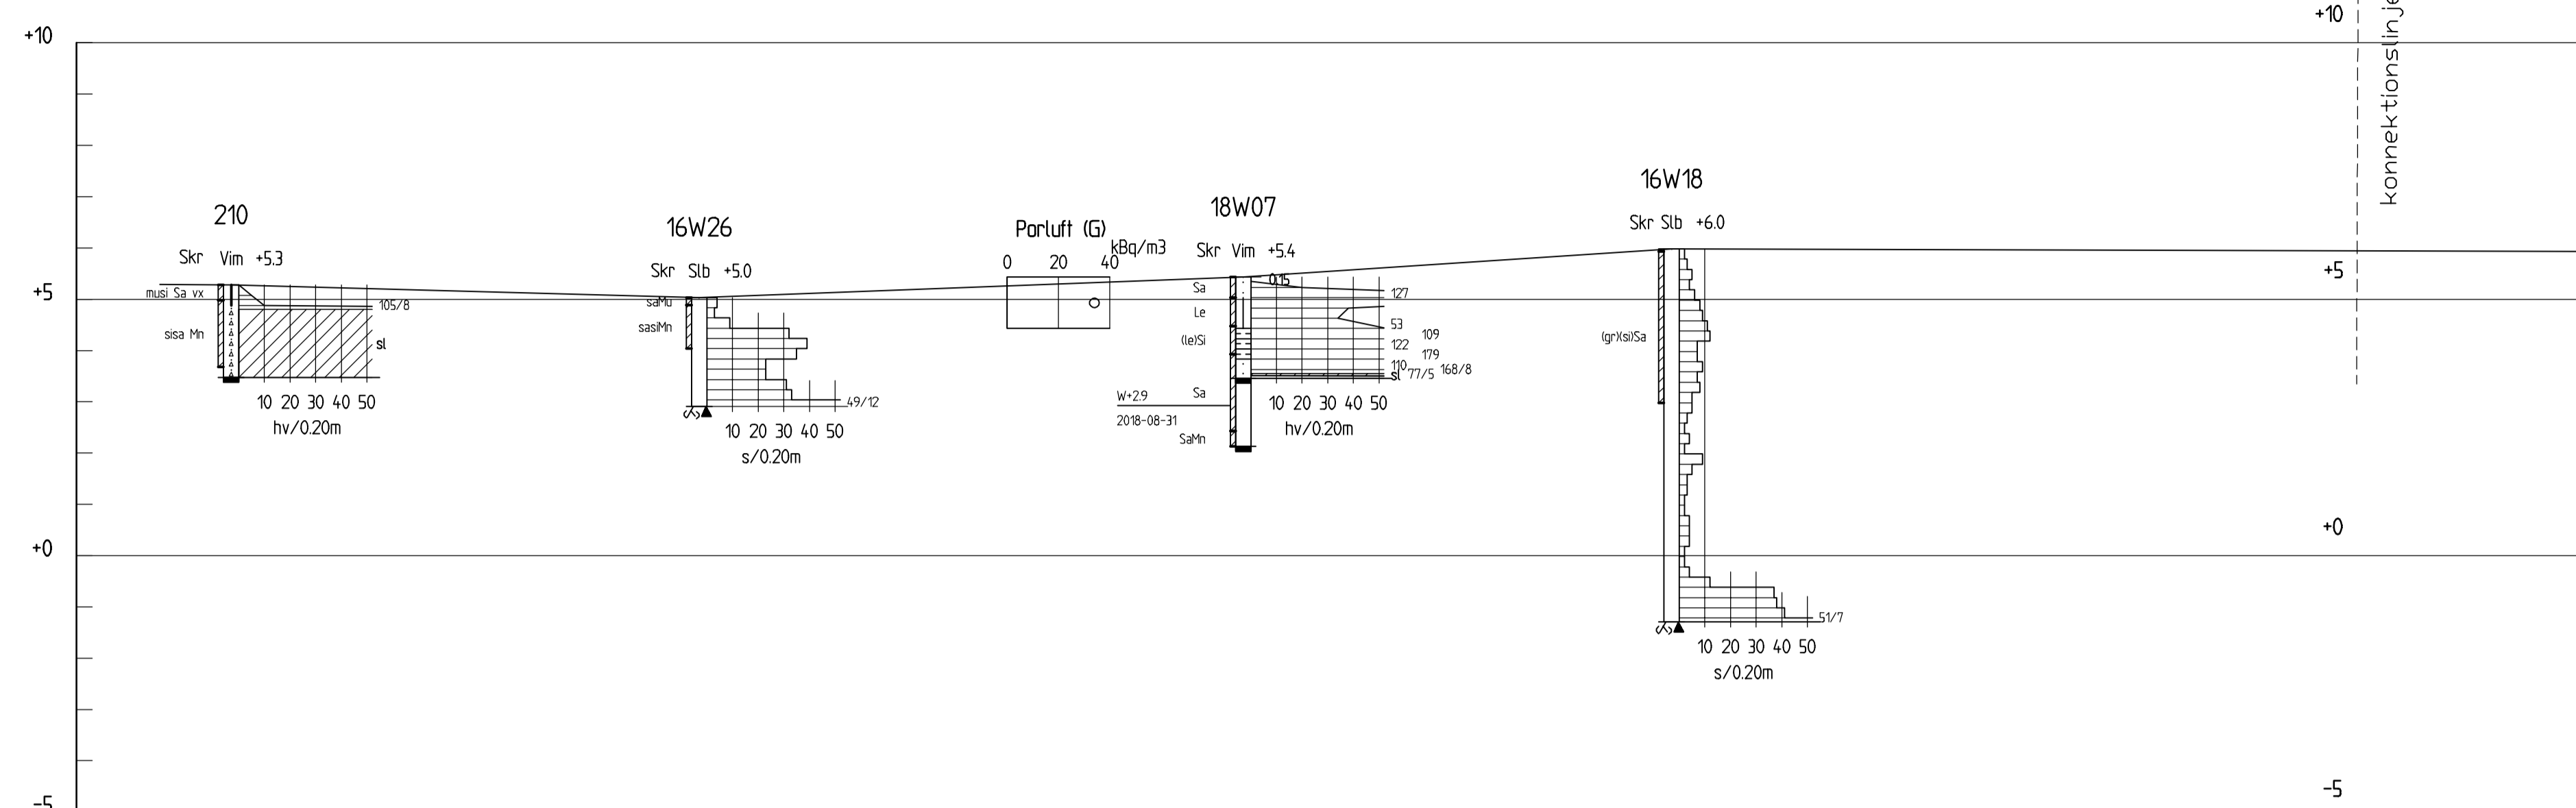 +10
+10
konnektionslinje
16W18
Skr Slb +6.0
18W07
210
16W26
Porluft (G)
kBq/m3
0 20 40
Skr Vim +5.4
Skr Vim +5.3
Skr Slb +5.0
+5
+5
musi Sa vx
sisa Mn
105/8
sl
10 20 30 40 50
hv/0.20m
saMu
sasiMn
49/12
10 20 30 40 50
s/0.20m
0.15
Sa
127
Le
53
(le)Si
109
122
179
110
168/8
sl 77/5
W+2.9
Sa
2018-08-31
SaMn
10 20 30 40 50
hv/0.20m
(gr)(si)Sa
+0
+0
51/7
10 20 30 40 50
s/0.20m
-5
-5